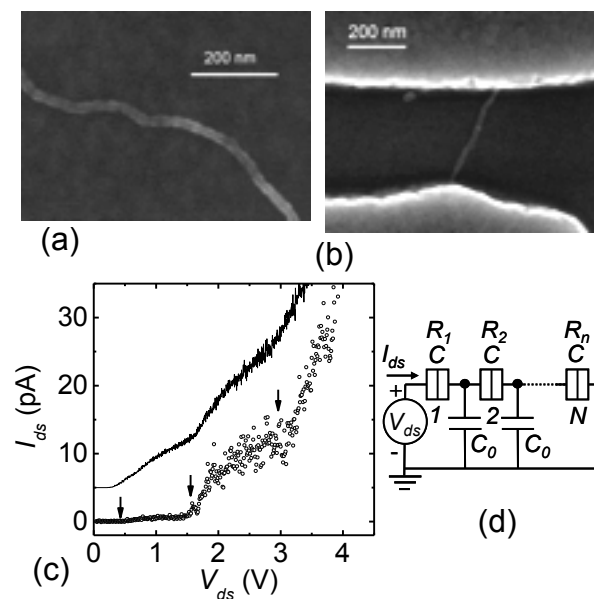 200 nm
200 nm
(a)
(b)
30
20
10
0
I_ds (pA)
0 1 2 3 4
V_ds (V)
(c)
R_1 R_2 R_n
C C C
I_ds
+
V_ds
-
1 2 N
C_0 C_0
(d)